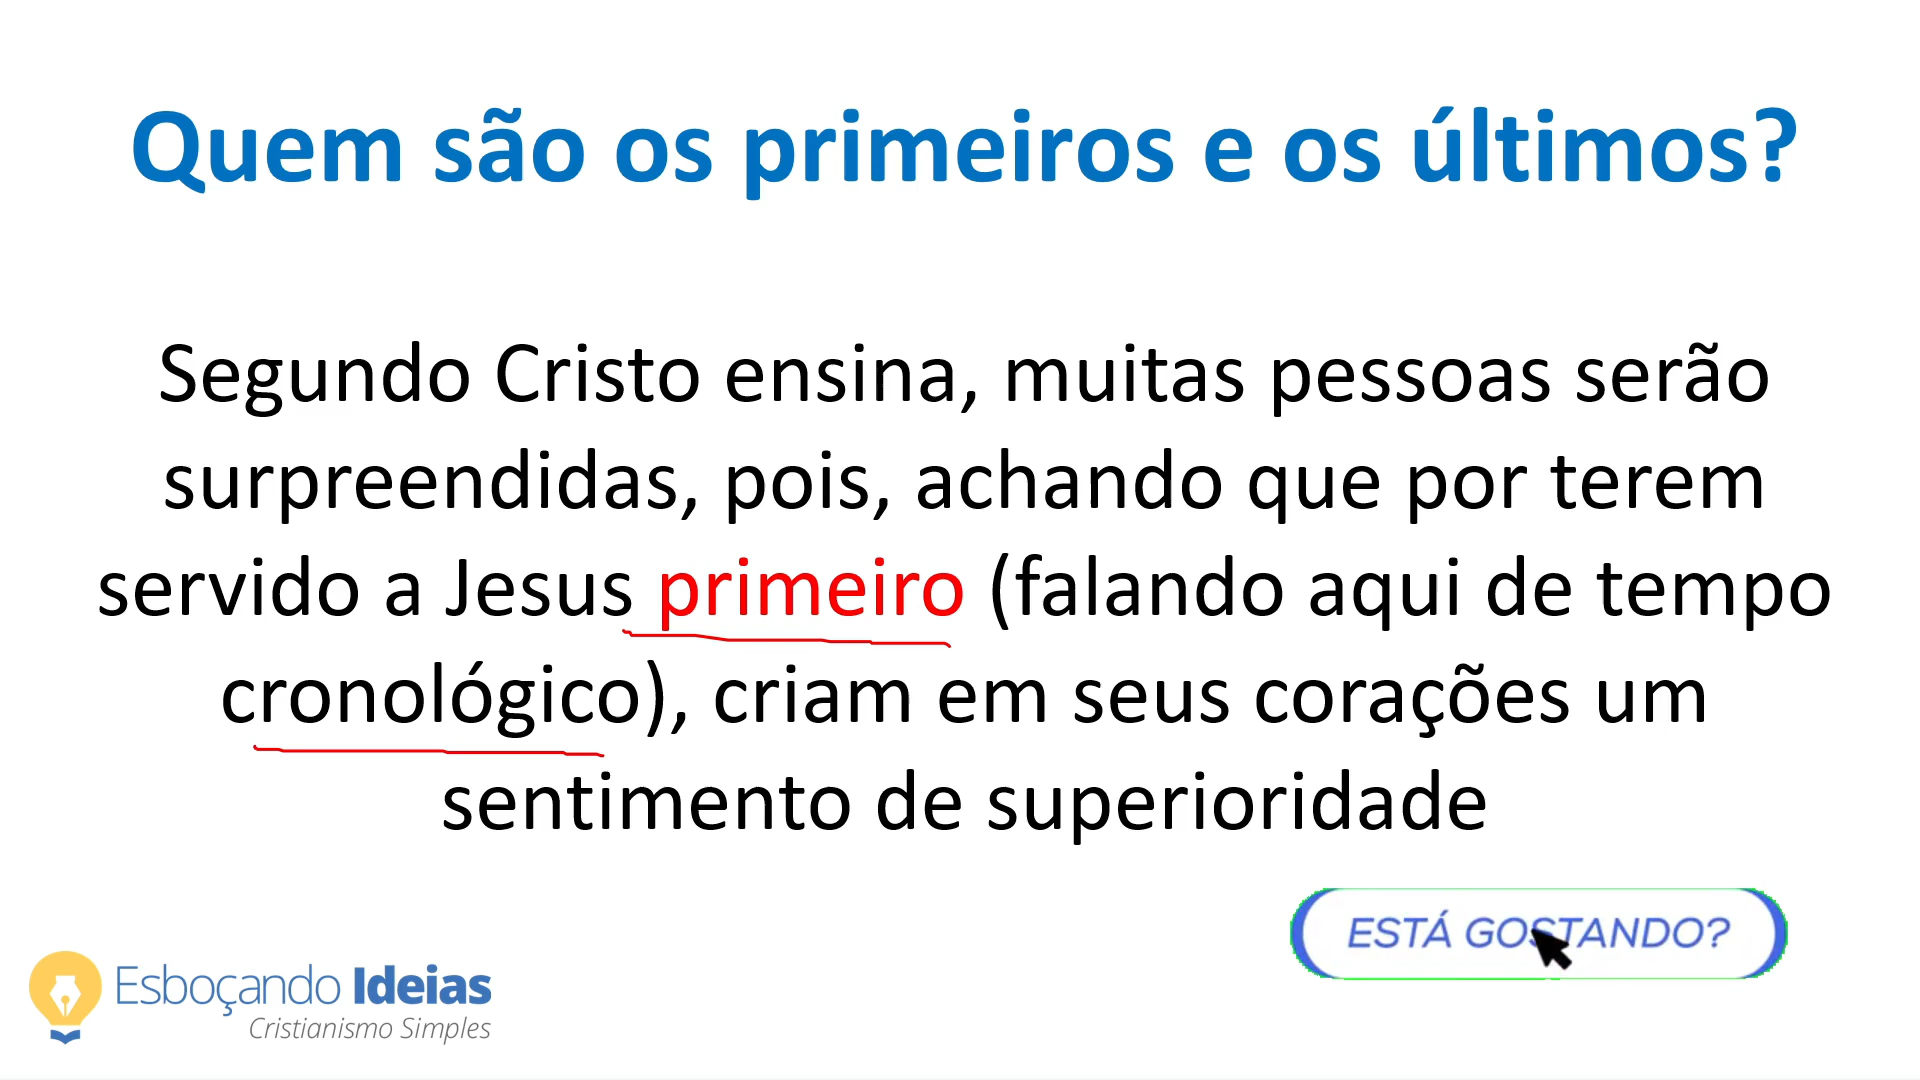 Quem são os primeiros e os últimos?
Segundo Cristo ensina, muitas pessoas serão
surpreendidas, pois, achando que por terem
servido a Jesus primeiro (falando aqui de tempo
cronológico), criam em seus corações um
sentimento de superioridade
ESTÁ GOSTANDO?
Esboçando Ideias
Cristianismo Simples